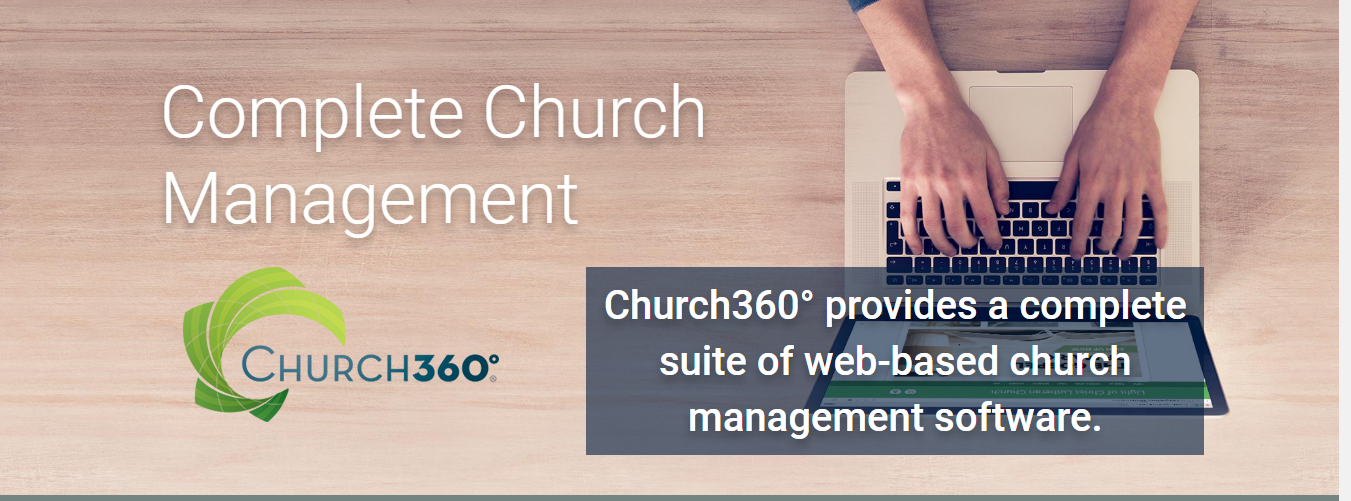 Complete Church
Management
CHURCH360°®
Church360° provides a complete
suite of web-based church
management software.